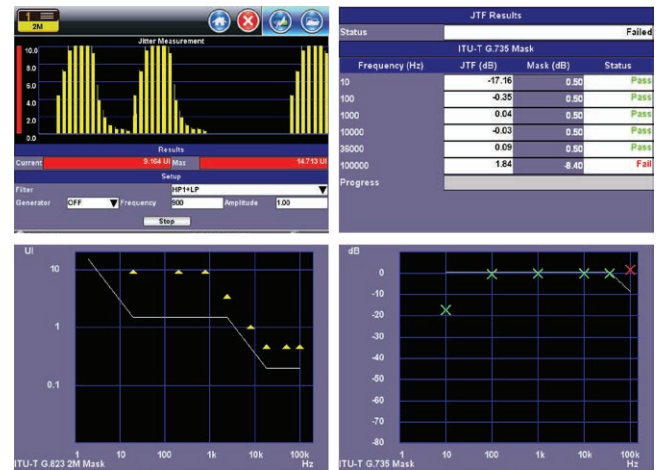 1
2M
Jitter Measurement
10.0
8.0
6.0
4.0
2.0
0.0
Results
Current 9.164 UI Max 14.713 UI
Setup
Filter HP1+LP
Generator OFF Frequency 500 Amplitude 1.00
Stop
JTF Results
Status Failed
ITU-T G.735 Mask
Frequency (Hz) JTF (dB) Mask (dB) Status
10 -17.16 0.50 Pass
100 -0.35 0.50 Pass
1000 0.04 0.50 Pass
10000 -0.03 0.50 Pass
36000 0.09 0.50 Pass
100000 1.84 -8.40 Fail
Progress
UI
10
1
0.1
1 10 100 1k 10k 100k
ITU-T G.823 2M Mask Hz
dB
0
-10
-20
-30
-40
-50
-60
-70
-80
1 10 100 1k 10k 100k
ITU-T G.735 Mask Hz